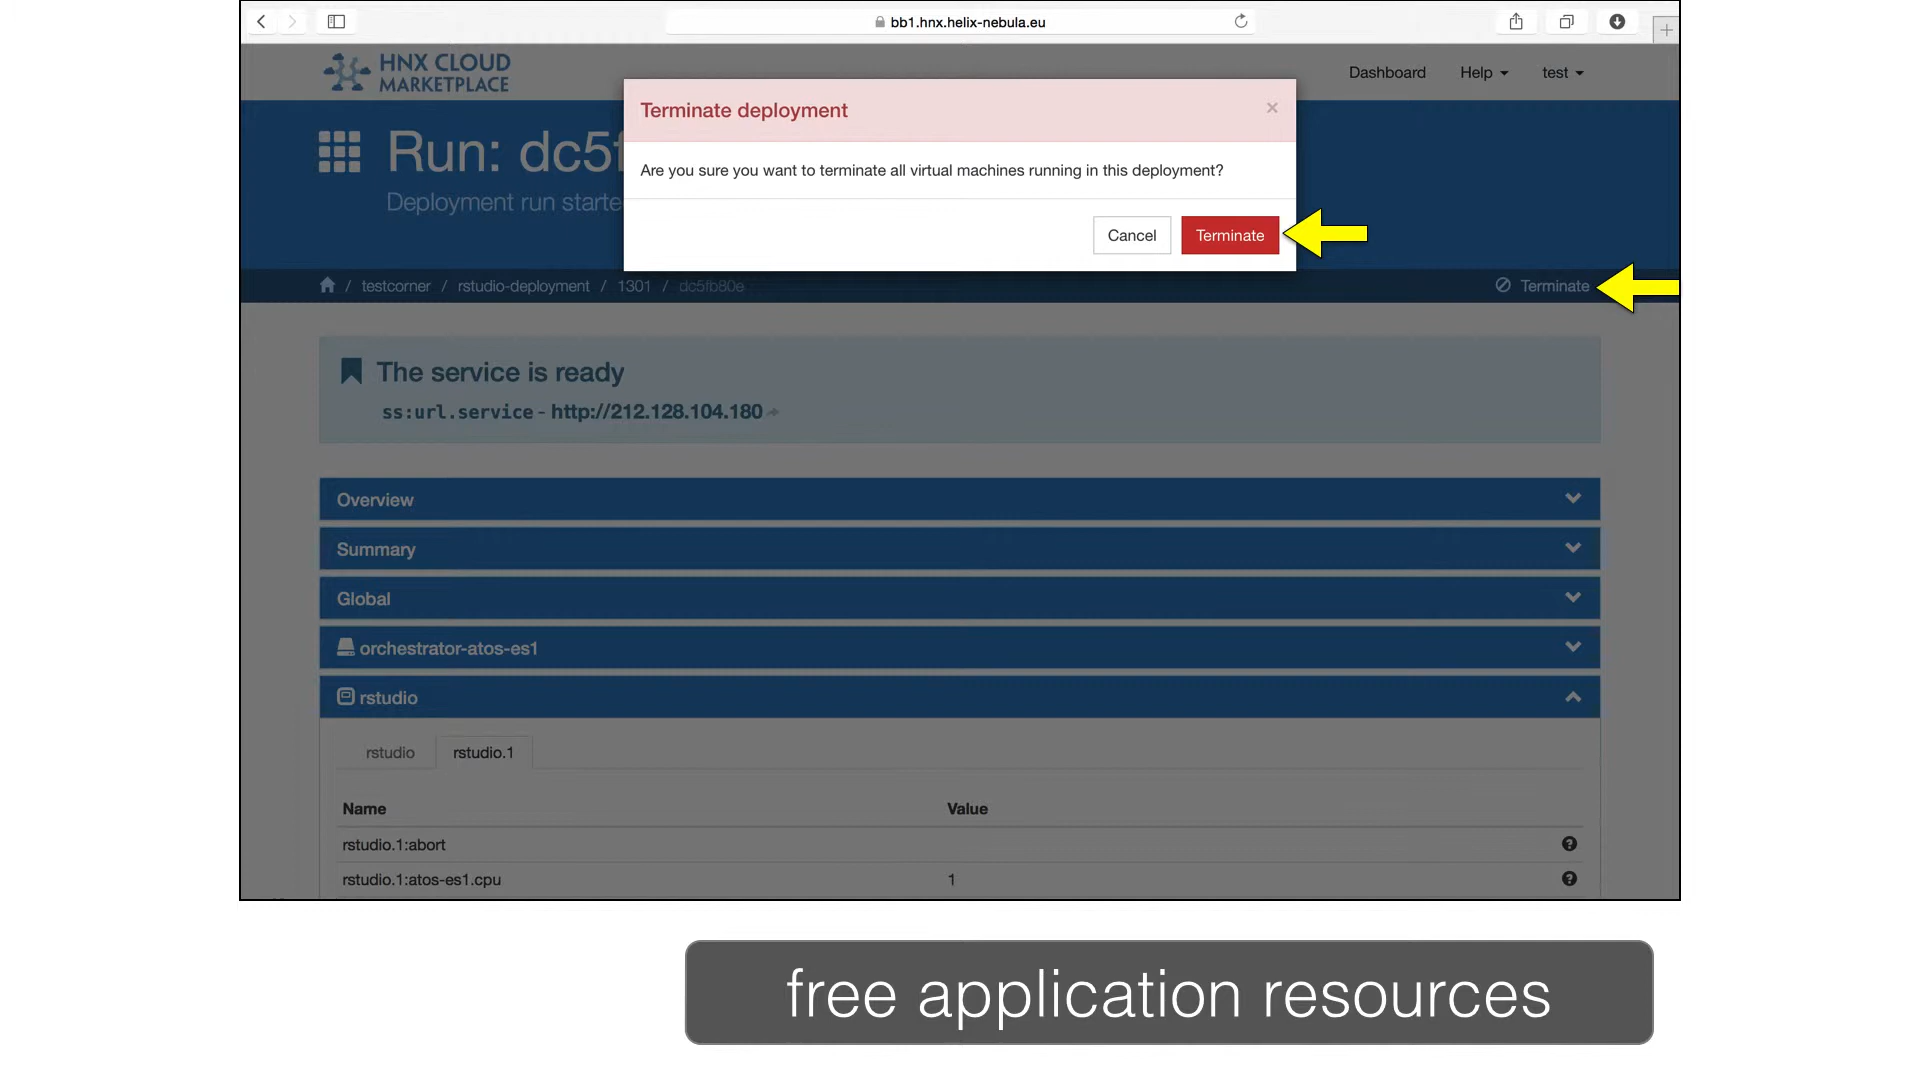 bb1.hnx.helix-nebula.eu
HNX CLOUD
MARKETPLACE
Dashboard Help test
Terminate deployment ×
Are you sure you want to terminate all virtual machines running in this deployment?
Cancel Terminate
Run: dc5f
Deployment run starte
/ testcorner / rstudio-deployment / 1301 / dc5fb80e Terminate
The service is ready
ss:url.service - http://212.128.104.180
Overview
Summary
Global
orchestrator-atos-es1
rstudio
rstudio rstudio.1
Name Value
rstudio.1:abort
rstudio.1:atos-es1.cpu 1
free application resources